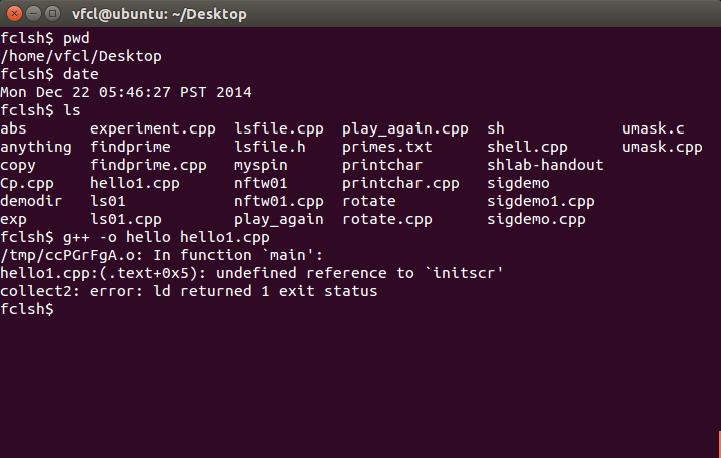 vfcl@ubuntu: ~/Desktop
fclsh$ pwd
/home/vfcl/Desktop
fclsh$ date
Mon Dec 22 05:46:27 PST 2014
fclsh$ ls
abs       experiment.cpp  lsfile.cpp  play_again.cpp  sh             umask.c
anything  findprime       lsfile.h    primes.txt      shell.cpp      umask.cpp
copy      findprime.cpp   myspin      printchar       shlab-handout
Cp.cpp    hello1.cpp      nftw01      printchar.cpp   sigdemo
demodir   ls01            nftw01.cpp  rotate          sigdemo1.cpp
exp       ls01.cpp        play_again  rotate.cpp      sigdemo.cpp
fclsh$ g++ -o hello hello1.cpp
/tmp/ccPGrFgA.o: In function `main':
hello1.cpp:(.text+0x5): undefined reference to `initscr'
collect2: error: ld returned 1 exit status
fclsh$